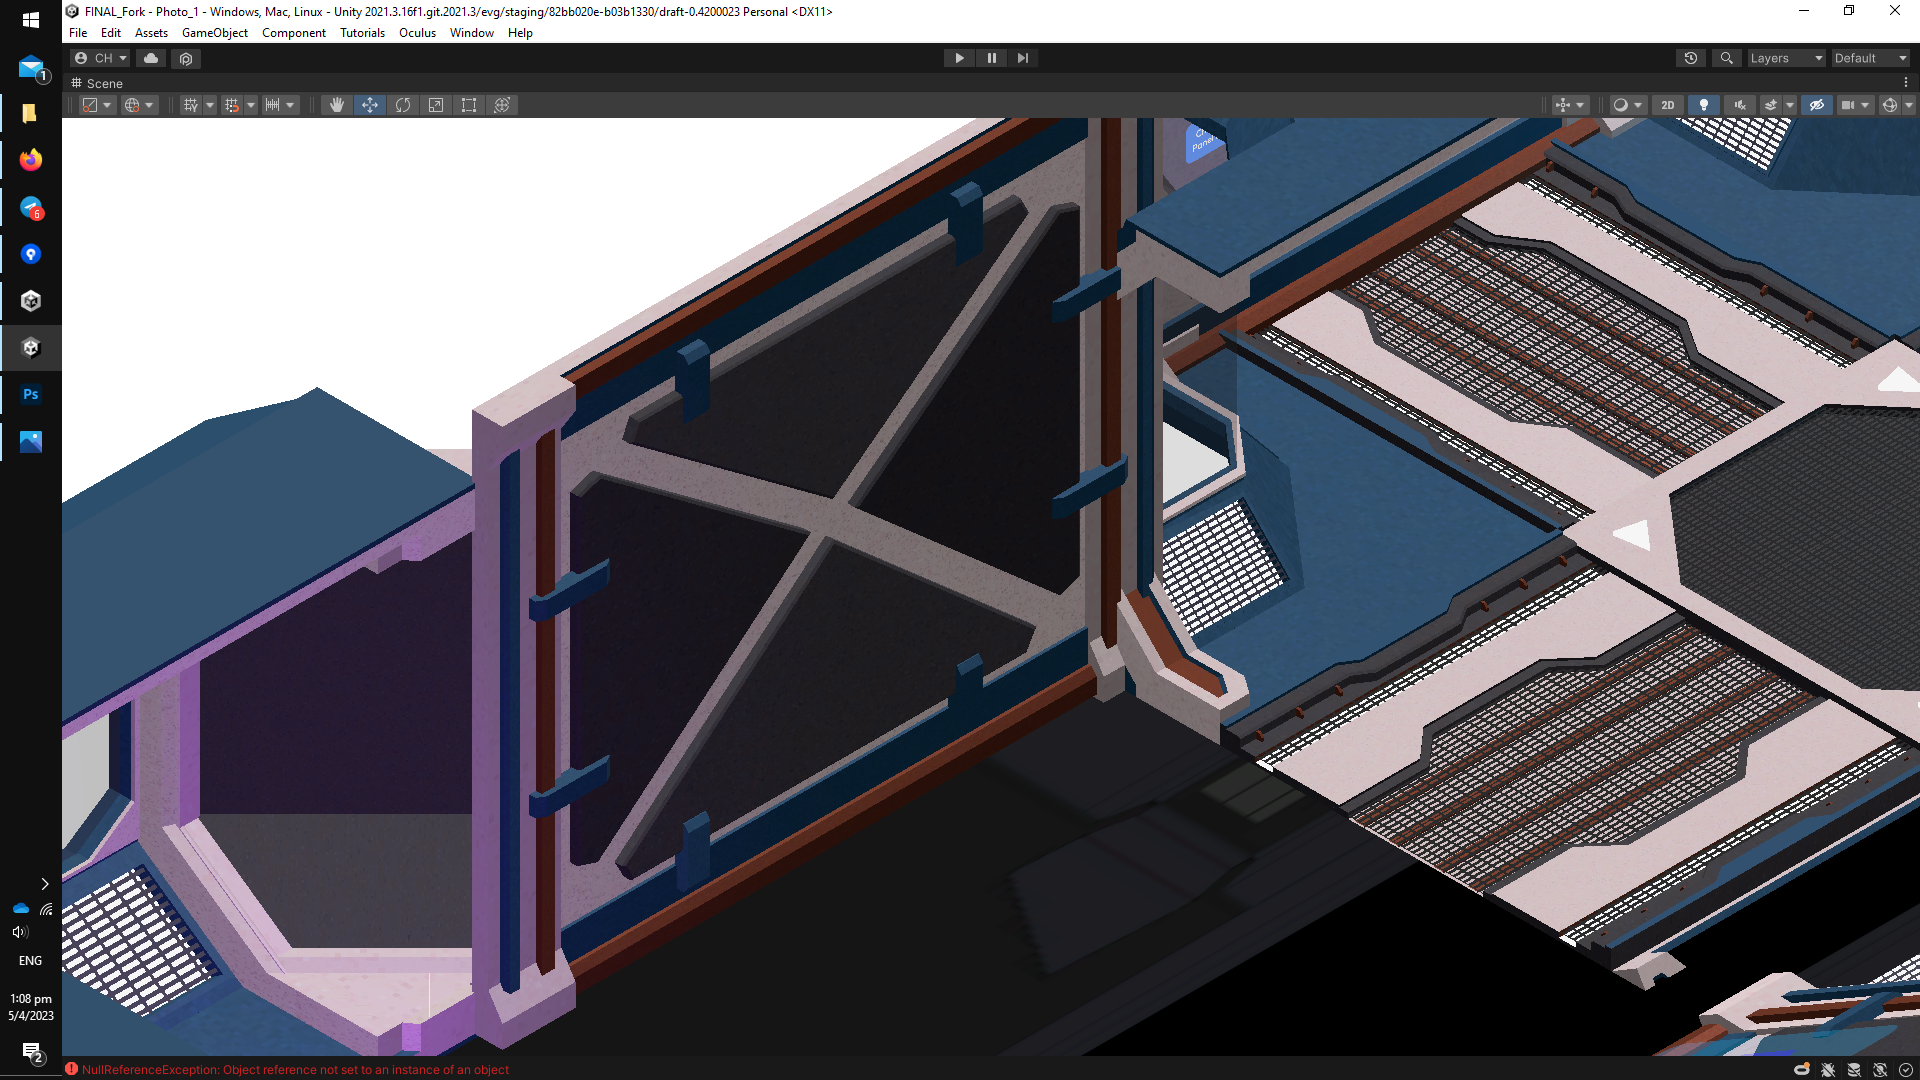 FINAL_Fork - Photo_1 - Windows, Mac, Linux - Unity 2021.3.16f1.git.2021.3/evg/staging/82bb020e-b03b1330/draft-0.4200023 Personal <DX11>
File Edit Assets GameObject Component Tutorials Oculus Window Help
CH Layers Default
Scene
2D
Panel
1
6
Ps
ENG
1:08 pm
5/4/2023
2
NullReferenceException: Object reference not set to an instance of an object